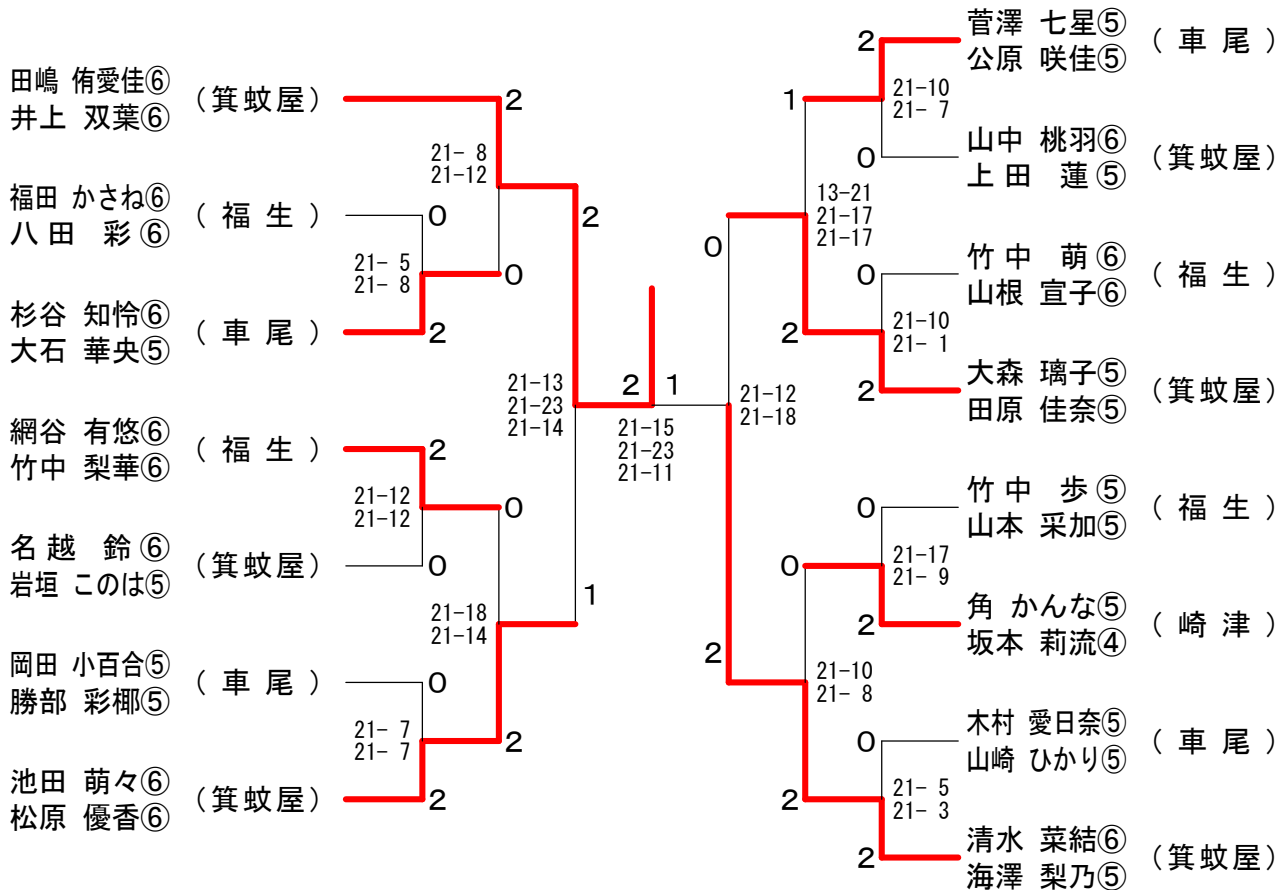 田嶋 侑愛佳⑥
井上 双葉⑥
（箕蚊屋）
2
21- 8
21-12
福田 かさね⑥
八田 彩⑥
（福生）
0
21- 5
21- 8
0
杉谷 知怜⑥
大石 華央⑤
（車尾）
2
2
21-13
21-23
21-14
網谷 有悠⑥
竹中 梨華⑥
（福生）
2
21-12
21-12
0
名越 鈴⑥
岩垣 このは⑤
（箕蚊屋）
0
21-18
21-14
1
岡田 小百合⑤
勝部 彩椰⑤
（車尾）
0
21- 7
21- 7
2
池田 萌々⑥
松原 優香⑥
（箕蚊屋）
2
2
1
21-15
21-23
21-11
菅澤 七星⑤
公原 咲佳⑤
（車尾）
2
21-10
21- 7
1
山中 桃羽⑥
上田 蓮⑤
（箕蚊屋）
0
13-21
21-17
21-17
0
竹中 萌⑥
山根 宣子⑥
（福生）
0
21-10
21- 1
2
大森 璃子⑤
田原 佳奈⑤
（箕蚊屋）
2
21-12
21-18
竹中 歩⑤
山本 采加⑤
（福生）
0
21-17
21- 9
0
角 かんな⑤
坂本 莉流④
（崎津）
2
2
21-10
21- 8
木村 愛日奈⑤
山崎 ひかり⑤
（車尾）
0
21- 5
21- 3
2
清水 菜結⑥
海澤 梨乃⑤
（箕蚊屋）
2